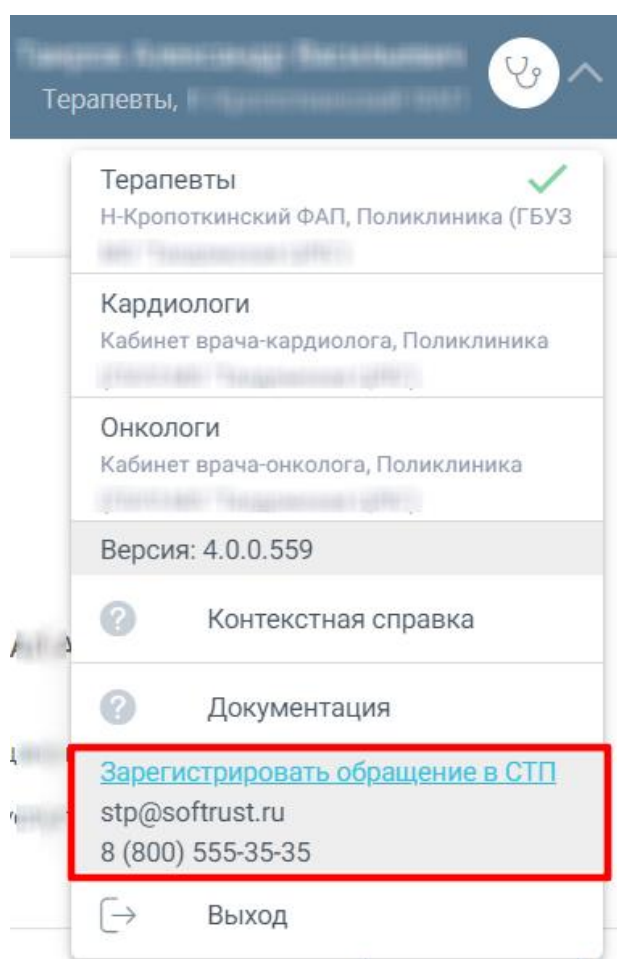 Терапевты,
Терапевты
Н-Кропоткинский ФАП, Поликлиника (ГБУЗ
Кардиологи
Кабинет врача-кардиолога, Поликлиника
Онкологи
Кабинет врача-онколога, Поликлиника
Версия: 4.0.0.559
Контекстная справка
Документация
Зарегистрировать обращение в СТП
stp@softrust.ru
8 (800) 555-35-35
Выход